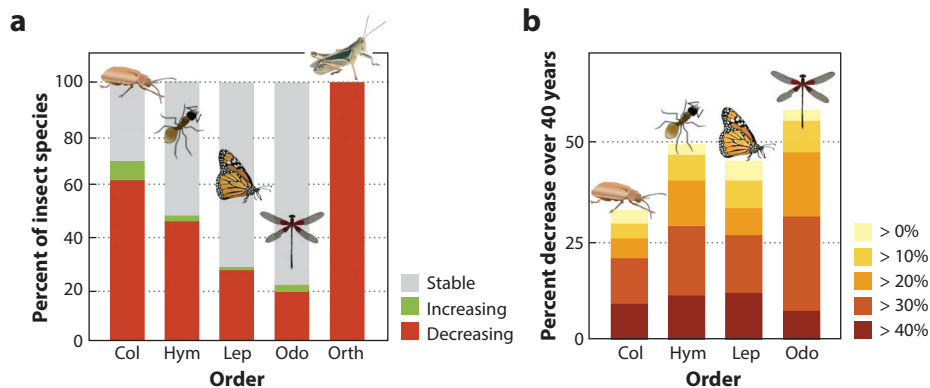 a
Percent of insect species
100
80
60
40
20
0
Col Hym Lep Odo Orth
Order
Stable
Increasing
Decreasing
b
Percent decrease over 40 years
50
25
0
Col Hym Lep Odo
Order
> 0%
> 10%
> 20%
> 30%
> 40%